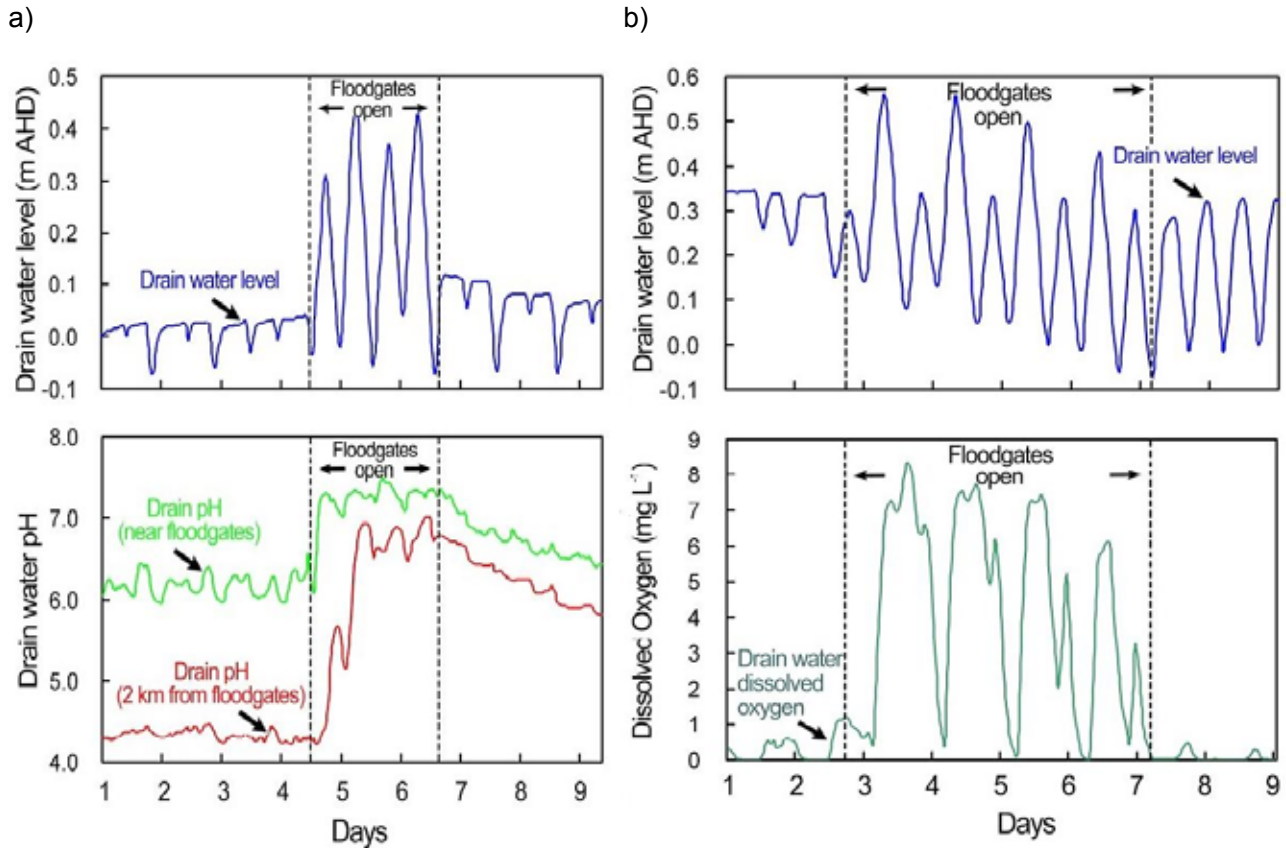 a)
b)
Drain water level (m AHD)
0.5
0.4
0.3
0.2
0.1
0.0
-0.1
Floodgates
open
Drain water level
Drain water level (m AHD)
0.6
0.5
0.4
0.3
0.2
0.1
0.0
-0.1
Floodgates
open
Drain water level
Drain water pH
8.0
7.0
6.0
5.0
4.0
Floodgates
open
Drain pH
(near floodgates)
Drain pH
(2 km from floodgates)
1 2 3 4 5 6 7 8 9
Days
Dissolved Oxygen (mg L⁻¹)
9
8
7
6
5
4
3
2
1
0
Floodgates
open
Drain water
dissolved
oxygen
1 2 3 4 5 6 7 8 9
Days